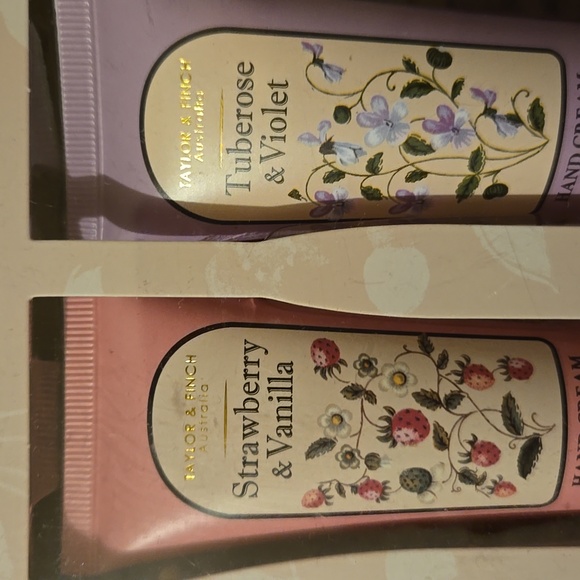 TAYLOR & FINCH
Australia
Tuberose
& Violet
HAND CREAM
TAYLOR & FINCH
Australia
Strawberry
& Vanilla